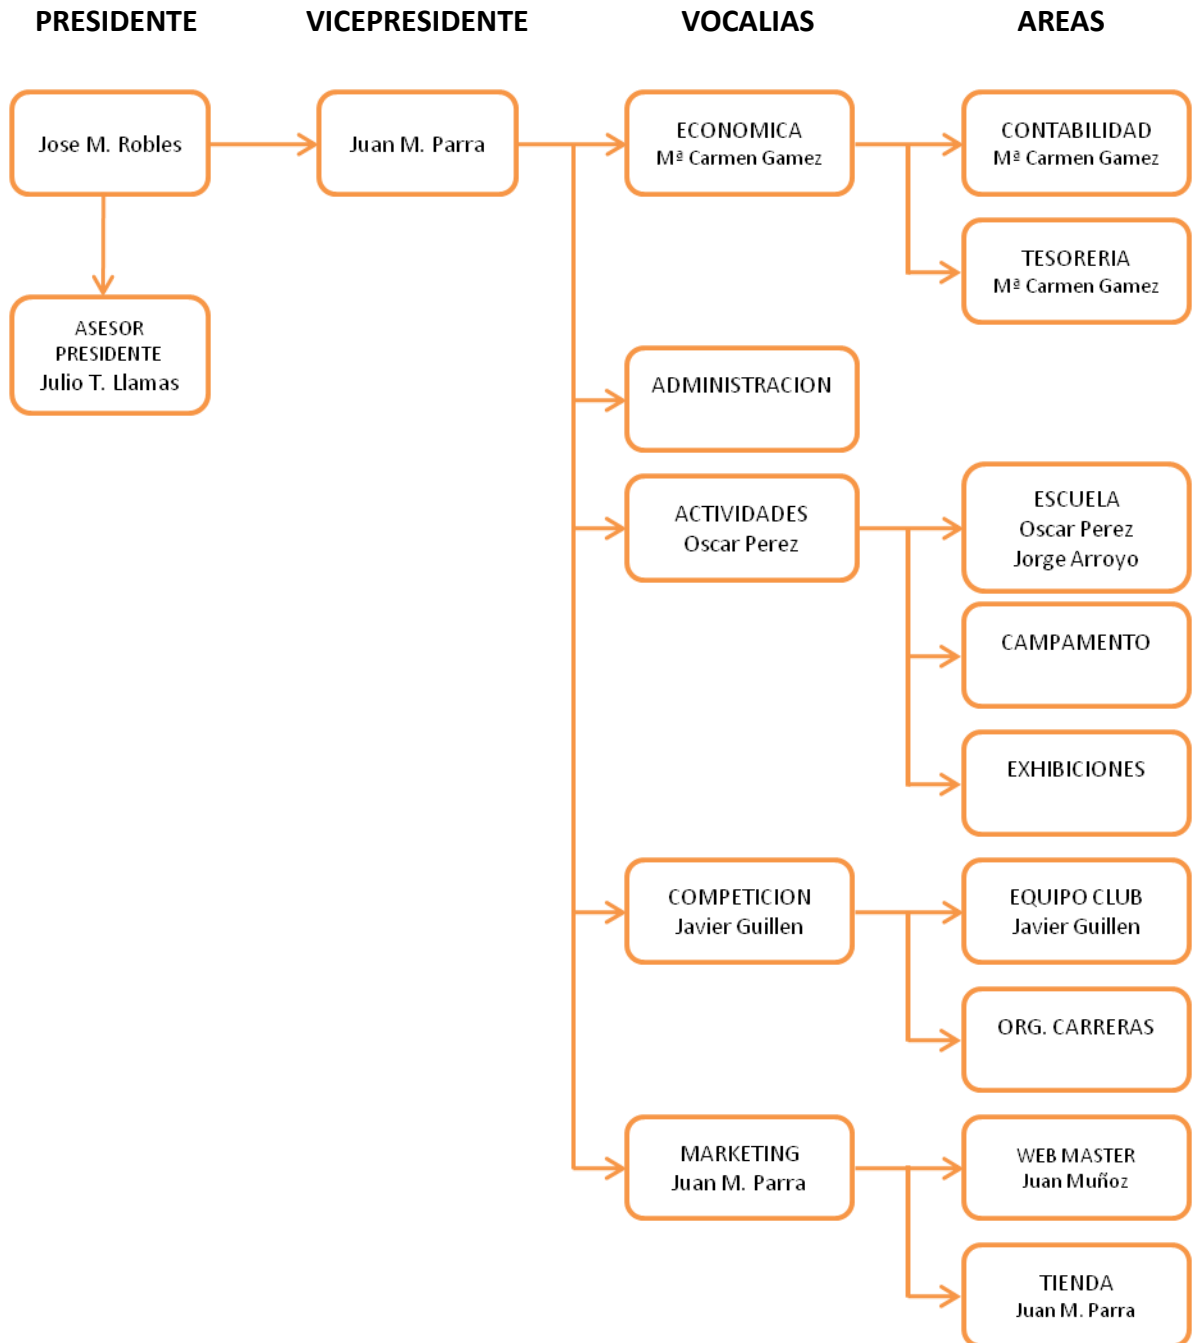 PRESIDENTE
VICEPRESIDENTE
VOCALIAS
AREAS
Jose M. Robles
Juan M. Parra
ECONOMICA
Mª Carmen Gamez
CONTABILIDAD
Mª Carmen Gamez
TESORERIA
Mª Carmen Gamez
ASESOR
PRESIDENTE
Julio T. Llamas
ADMINISTRACION
ACTIVIDADES
Oscar Perez
ESCUELA
Oscar Perez
Jorge Arroyo
CAMPAMENTO
EXHIBICIONES
COMPETICION
Javier Guillen
EQUIPO CLUB
Javier Guillen
ORG. CARRERAS
MARKETING
Juan M. Parra
WEB MASTER
Juan Muñoz
TIENDA
Juan M. Parra